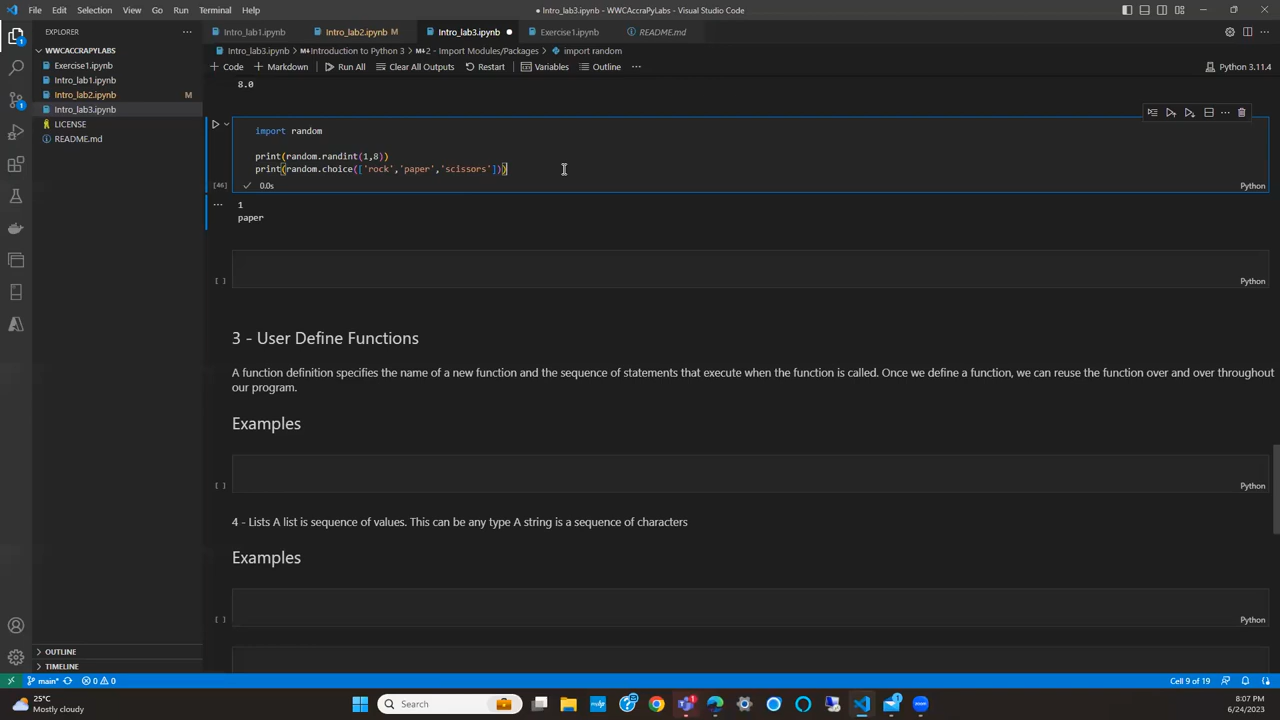 File Edit Selection View Go Run Terminal Help
● Intro_lab3.ipynb - WWCAccraPyLabs - Visual Studio Code
EXPLORER
Intro_lab1.ipynb
Intro_lab2.ipynb M
Intro_lab3.ipynb ●
Exercise1.ipynb
README.md
WWCACCRAPYLABS
Exercise1.ipynb
Intro_lab1.ipynb
Intro_lab2.ipynb M
Intro_lab3.ipynb
LICENSE
README.md
Intro_lab3.ipynb > M↓Introduction to Python 3 > M↓2 - Import Modules/Packages > import random
+ Code + Markdown Run All Clear All Outputs Restart Variables Outline ... Python 3.11.4
8.0
import random
print(random.randint(1,8))
print(random.choice(['rock','paper','scissors']))
[46] ✓ 0.0s Python
... 1
paper
[ ] Python
3 - User Define Functions
A function definition specifies the name of a new function and the sequence of statements that execute when the function is called. Once we define a function, we can reuse the function over and over throughout
our program.
Examples
[ ] Python
4 - Lists A list is sequence of values. This can be any type A string is a sequence of characters
Examples
[ ] Python
OUTLINE
TIMELINE
main* 0 0 Cell 9 of 19
25°C
Mostly cloudy
Search
8:07 PM
6/24/2023